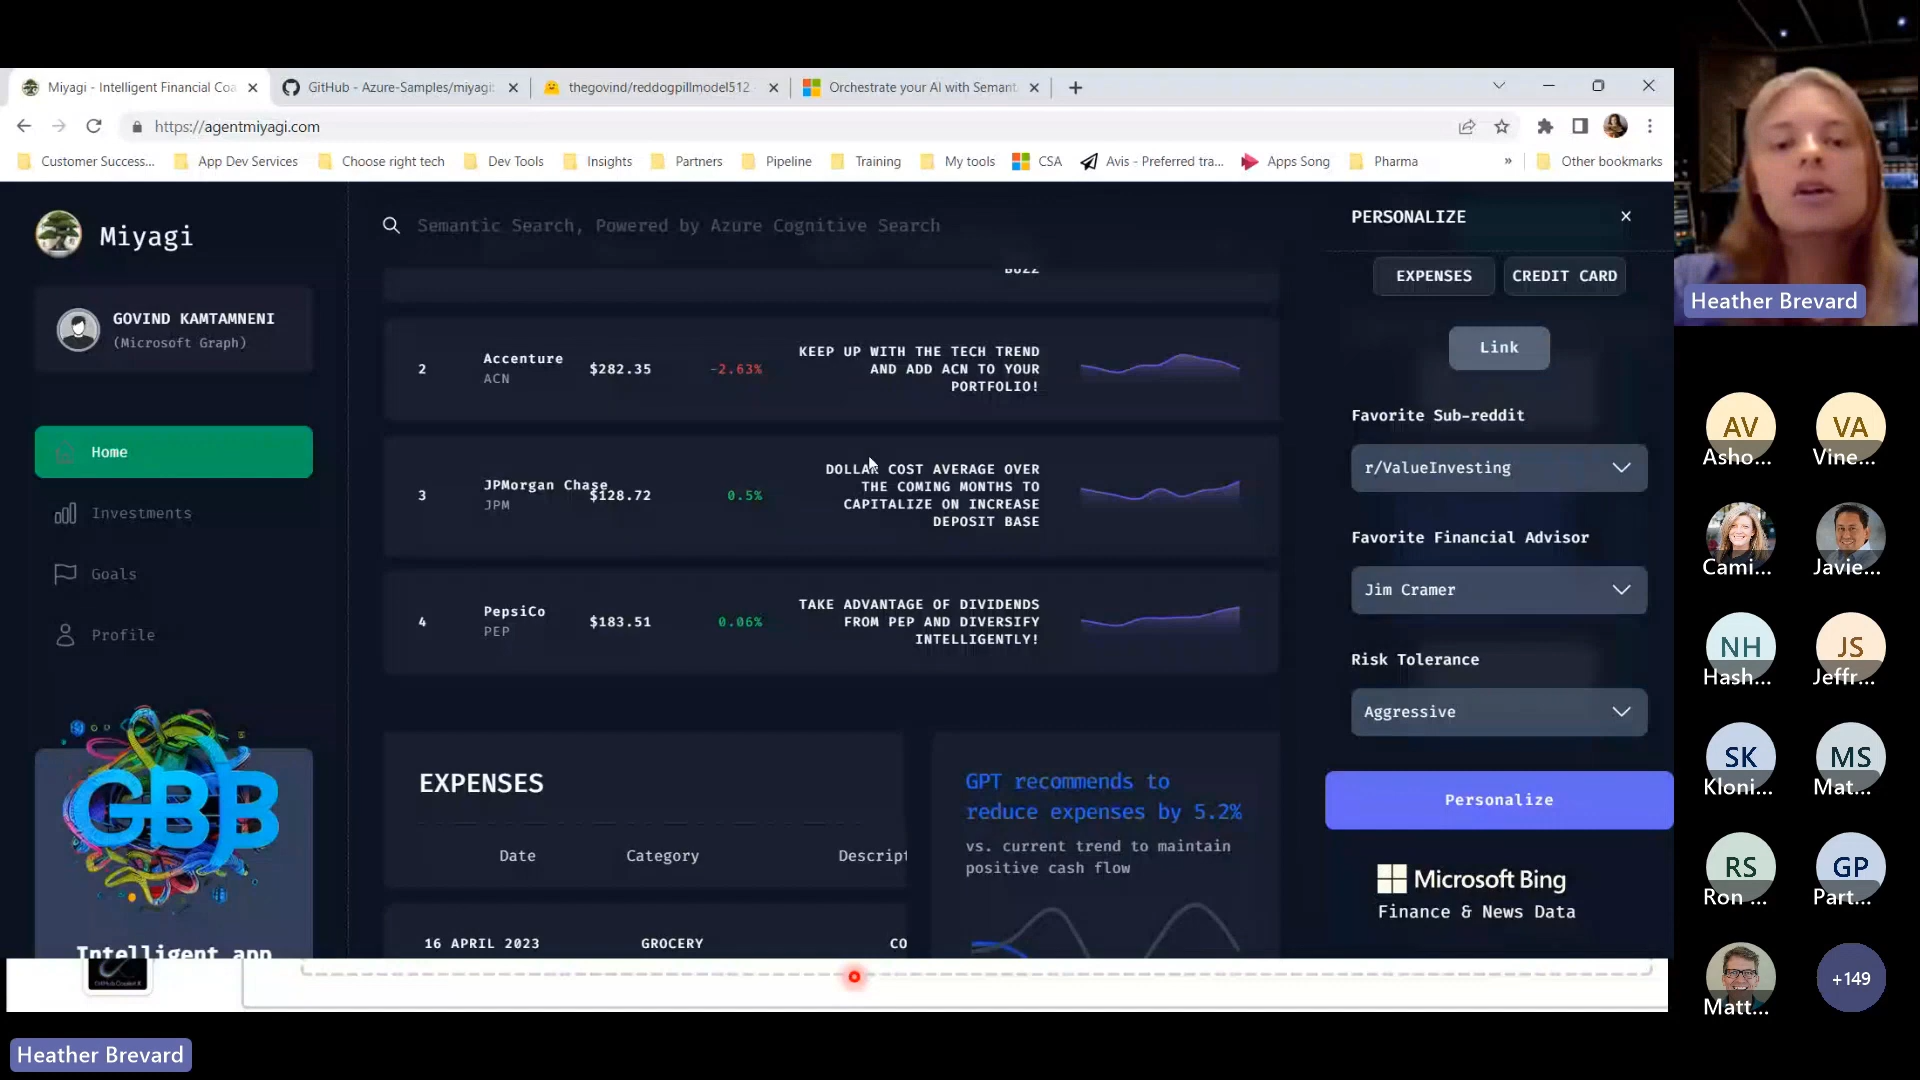 Miyagi - Intelligent Financial Coa
GitHub - Azure-Samples/miyagi:
thegovind/reddogpillmodel512
Orchestrate your AI with Semant
https://agentmiyagi.com
Customer Success...
App Dev Services
Choose right tech
Dev Tools
Insights
Partners
Pipeline
Training
My tools
CSA
Avis - Preferred tra...
Apps Song
Pharma
»
Other bookmarks
Miyagi
GOVIND KAMTAMNENI
(Microsoft Graph)
Home
Investments
Goals
Profile
GBB
Intelligent app
Semantic Search, Powered by Azure Cognitive Search
BUZZ
2
Accenture
ACN
$282.35
-2.63%
KEEP UP WITH THE TECH TREND
AND ADD ACN TO YOUR
PORTFOLIO!
3
JPMorgan Chase
JPM
$128.72
0.5%
DOLLAR COST AVERAGE OVER
THE COMING MONTHS TO
CAPITALIZE ON INCREASE
DEPOSIT BASE
4
PepsiCo
PEP
$183.51
0.06%
TAKE ADVANTAGE OF DIVIDENDS
FROM PEP AND DIVERSIFY
INTELLIGENTLY!
EXPENSES
Date
Category
Descript
16 APRIL 2023
GROCERY
CO
GPT recommends to
reduce expenses by 5.2%
vs. current trend to maintain
positive cash flow
PERSONALIZE
EXPENSES
CREDIT CARD
Link
Favorite Sub-reddit
r/ValueInvesting
Favorite Financial Advisor
Jim Cramer
Risk Tolerance
Aggressive
Personalize
Microsoft Bing
Finance & News Data
Heather Brevard
AV
Asho...
VA
Vine...
Cami...
Javie...
NH
Hash...
JS
Jeffr...
SK
Kloni...
MS
Mat...
RS
Ron ...
GP
Part...
Matt...
+149
Heather Brevard